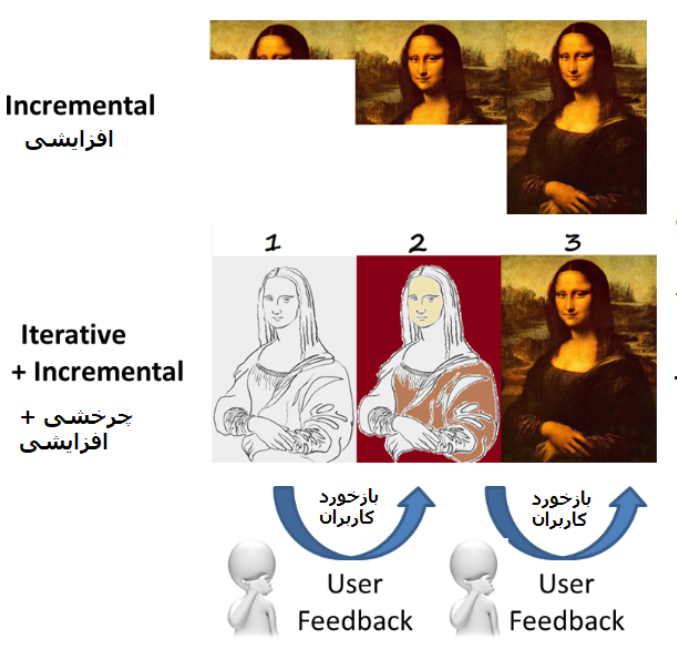 Incremental
افزایشی
1 2 3
Iterative
+ Incremental
چرخشی +
افزایشی
بازخورد
کاربران
بازخورد
کاربران
User
Feedback
User
Feedback